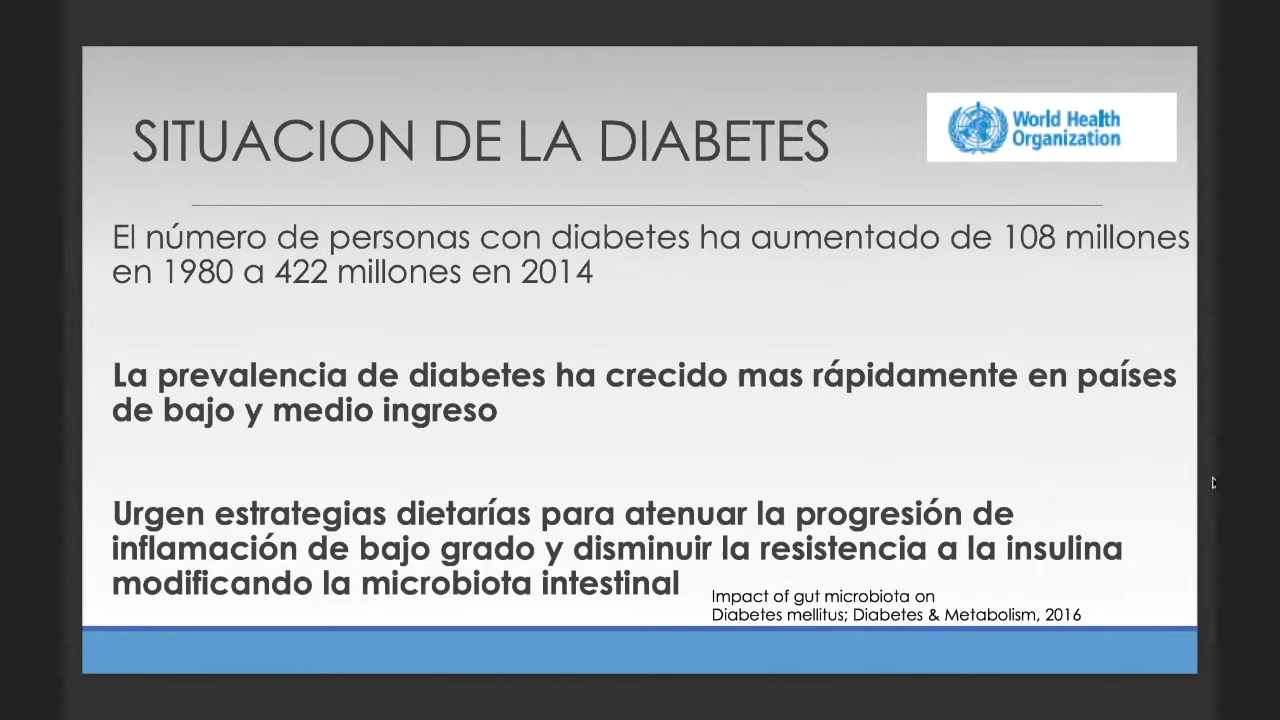 SITUACION DE LA DIABETES
World Health
Organization
El número de personas con diabetes ha aumentado de 108 millones
en 1980 a 422 millones en 2014
La prevalencia de diabetes ha crecido mas rápidamente en países
de bajo y medio ingreso
Urgen estrategias dietarías para atenuar la progresión de
inflamación de bajo grado y disminuir la resistencia a la insulina
modificando la microbiota intestinal
Impact of gut microbiota on
Diabetes mellitus; Diabetes & Metabolism, 2016